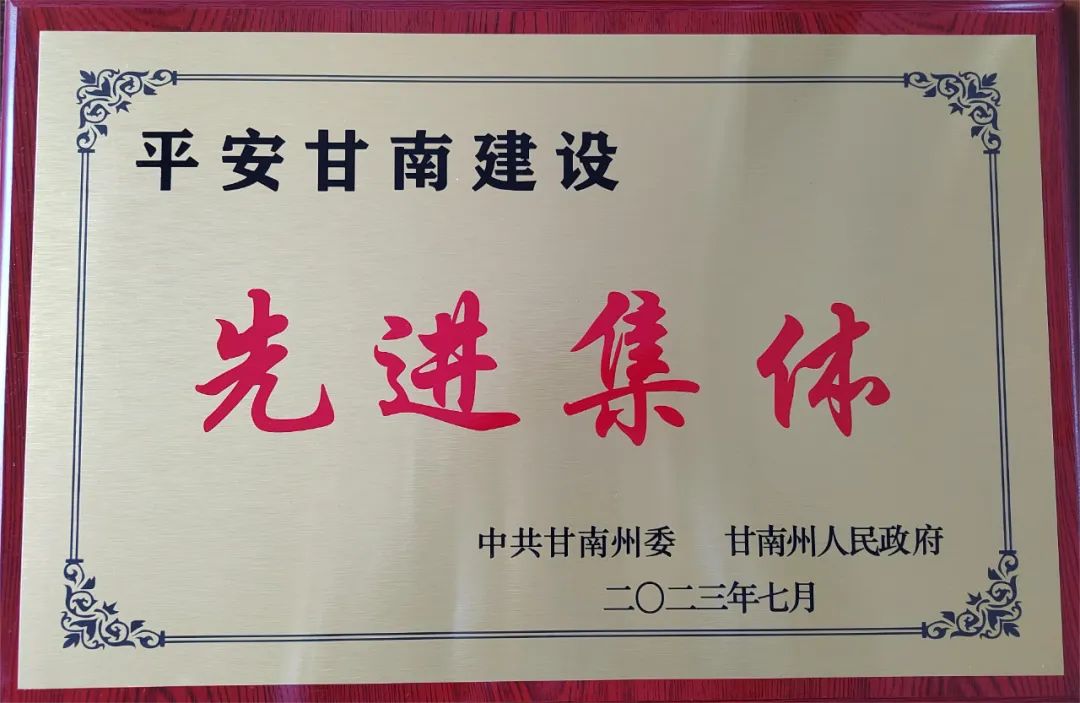 平安甘南建设
先进集体
中共甘南州委 甘南州人民政府
二〇二三年七月